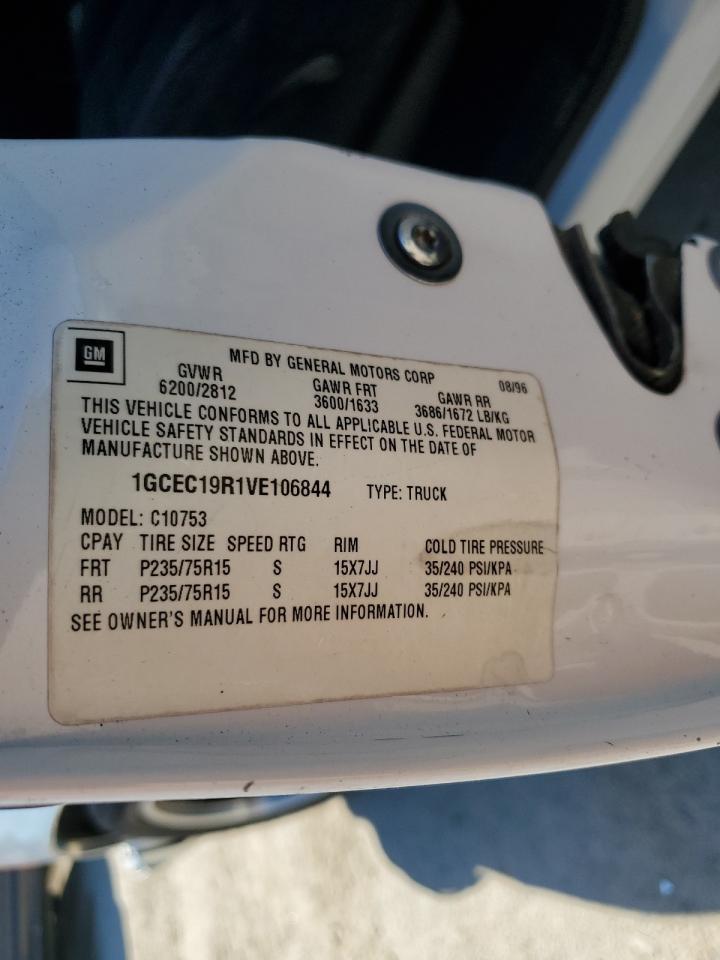 GM
MFD BY GENERAL MOTORS CORP 08/96
GVWR GAWR FRT GAWR RR
6200/2812 3600/1633 3686/1672 LB/KG
THIS VEHICLE CONFORMS TO ALL APPLICABLE U.S. FEDERAL MOTOR
VEHICLE SAFETY STANDARDS IN EFFECT ON THE DATE OF
MANUFACTURE SHOWN ABOVE.
1GCEC19R1VE106844 TYPE: TRUCK
MODEL: C10753
CPAY TIRE SIZE SPEED RTG RIM COLD TIRE PRESSURE
FRT P235/75R15 S 15X7JJ 35/240 PSI/KPA
RR P235/75R15 S 15X7JJ 35/240 PSI/KPA
SEE OWNER'S MANUAL FOR MORE INFORMATION.